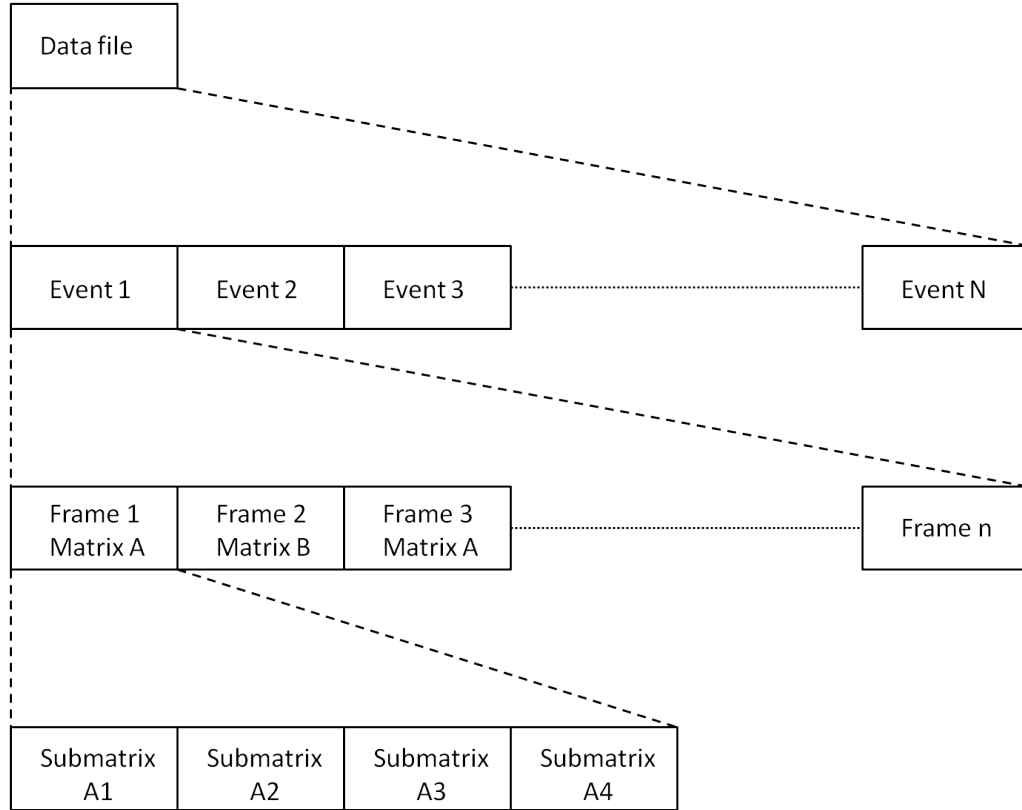 Data file
Event 1
Event 2
Event 3
Event N
Frame 1
Matrix A
Frame 2
Matrix B
Frame 3
Matrix A
Frame n
Submatrix
A1
Submatrix
A2
Submatrix
A3
Submatrix
A4